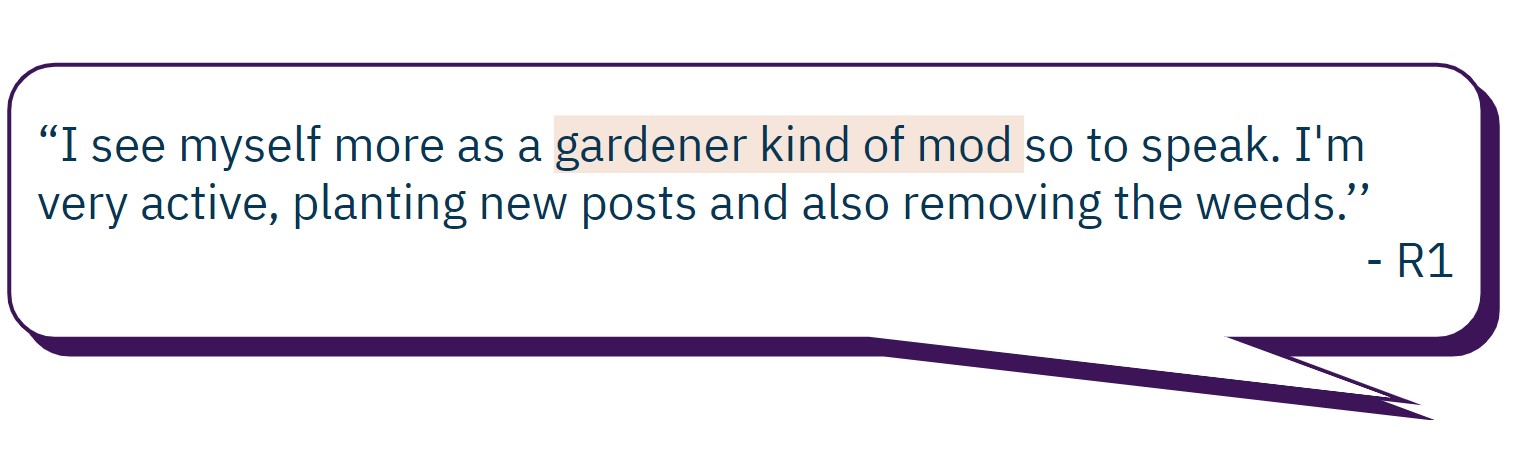 “I see myself more as a gardener kind of mod so to speak. I'm
very active, planting new posts and also removing the weeds.’’
- R1